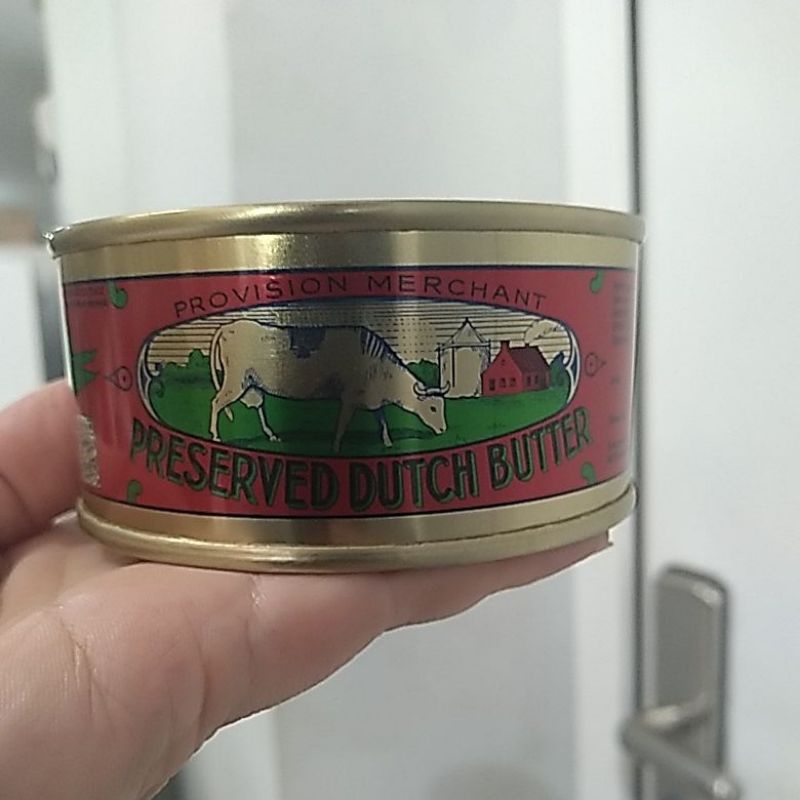 PROVISION MERCHANT
PRESERVED DUTCH BUTTER